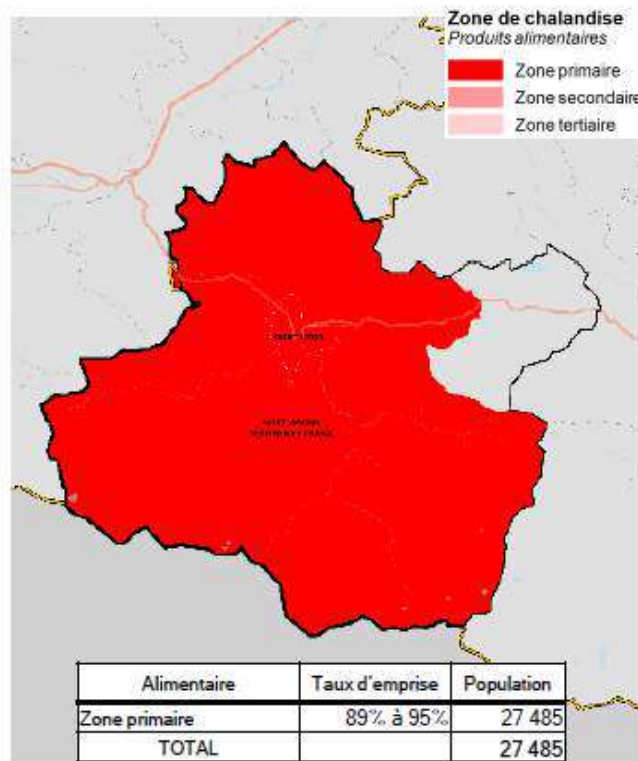 Zone de chalandise
Produits alimentaires
Zone primaire
Zone secondaire
Zone tertiaire
Alimentaire Taux d'emprise Population
Zone primaire 89% à 95% 27 485
TOTAL 27 485